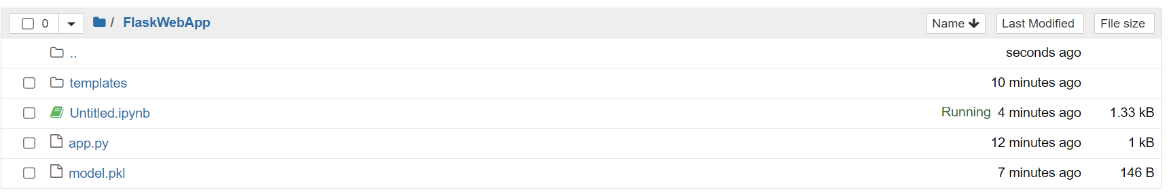 0 / FlaskWebApp Name Last Modified File size
.. seconds ago
templates 10 minutes ago
Untitled.ipynb Running 4 minutes ago 1.33 kB
app.py 12 minutes ago 1 kB
model.pkl 7 minutes ago 146 B